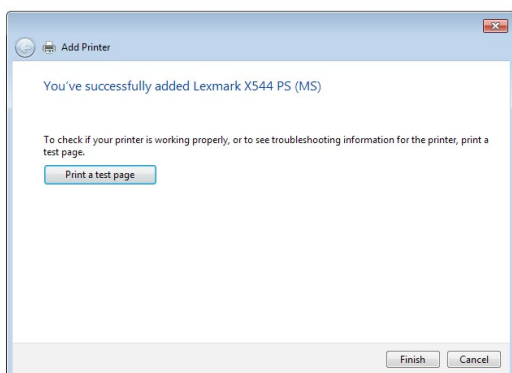 Add Printer
You've successfully added Lexmark X544 PS (MS)
To check if your printer is working properly, or to see troubleshooting information for the printer, print a
test page.
Print a test page
Finish Cancel